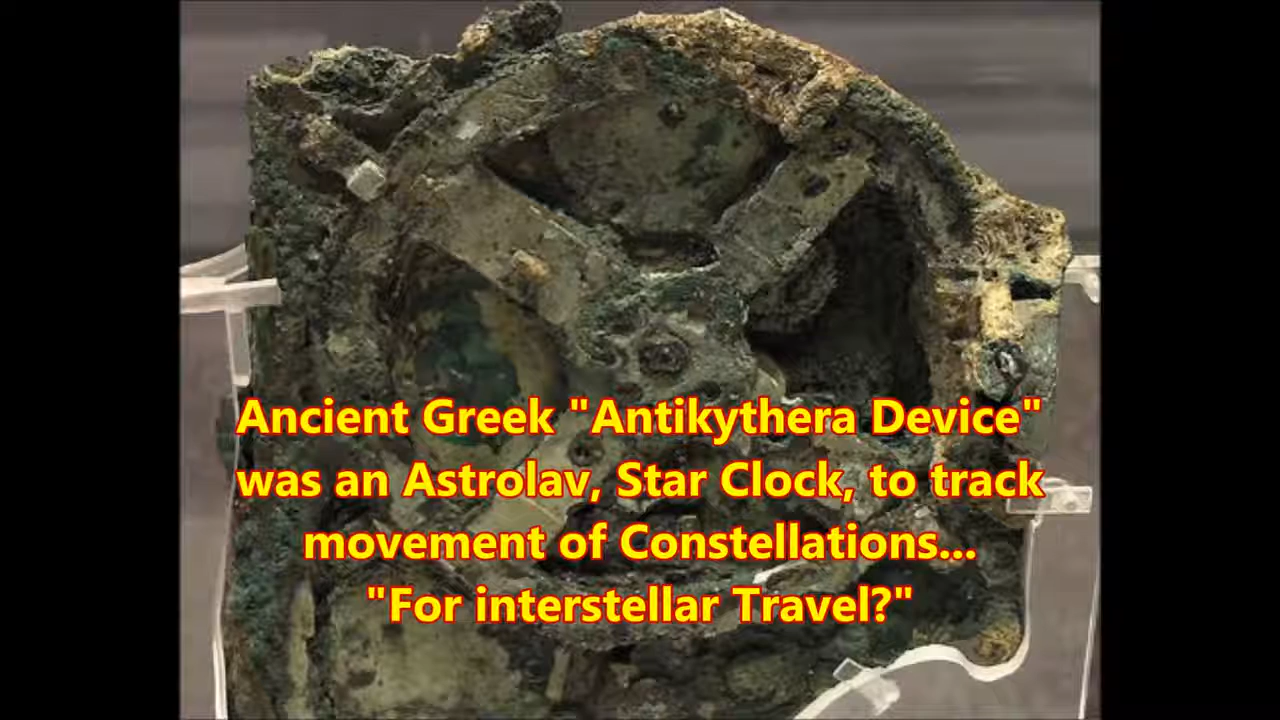 Ancient Greek "Antikythera Device"
was an Astrolav, Star Clock, to track
movement of Constellations...
"For interstellar Travel?"